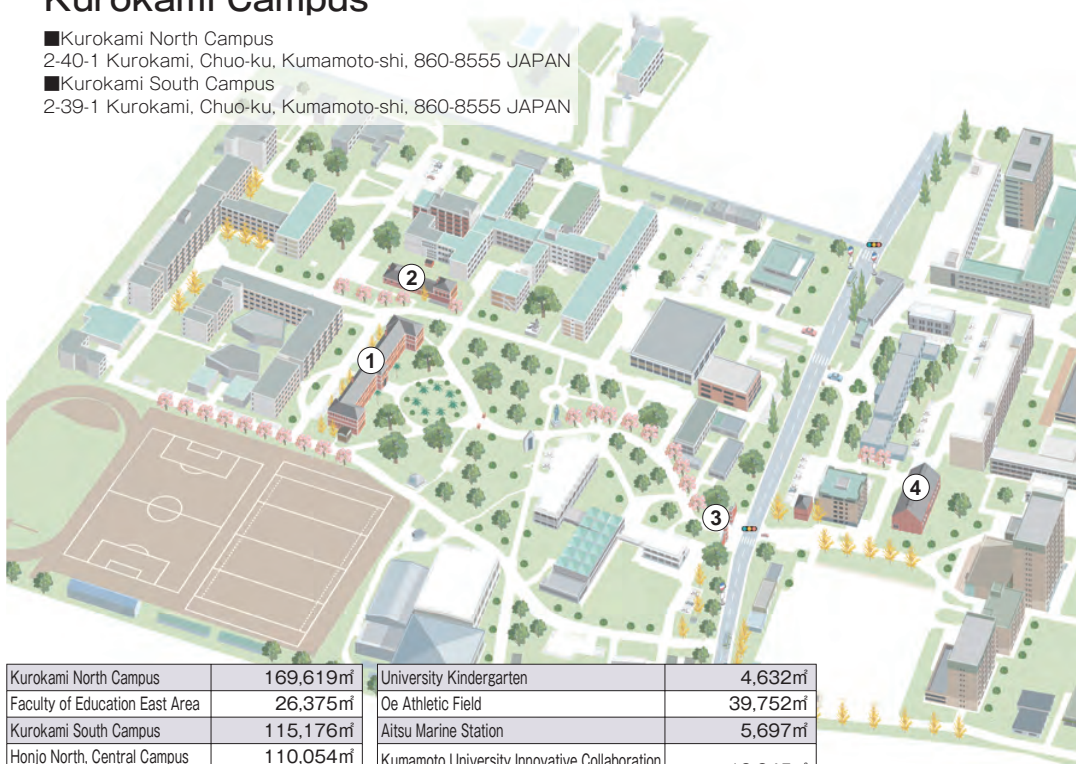 Kurokami Campus
■Kurokami North Campus
2-40-1 Kurokami, Chuo-ku, Kumamoto-shi, 860-8555 JAPAN
■Kurokami South Campus
2-39-1 Kurokami, Chuo-ku, Kumamoto-shi, 860-8555 JAPAN
2
1
4
3
Kurokami North Campus 169,619㎡ University Kindergarten 4,632㎡
Faculty of Education East Area 26,375㎡ Oe Athletic Field 39,752㎡
Kurokami South Campus 115,176㎡ Aitsu Marine Station 5,697㎡
Honjo North, Central Campus 110,054㎡ Kumamoto University Innovative Collaboration